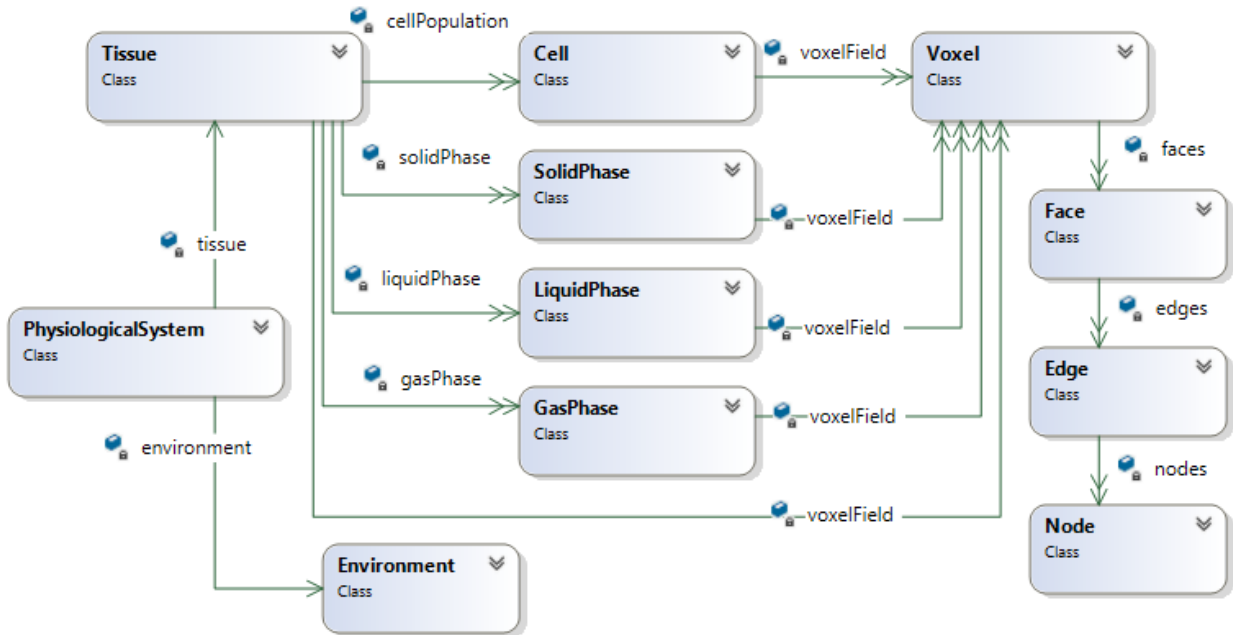 cellPopulation
Tissue
Class
Cell
Class
voxelField
Voxel
Class
solidPhase
SolidPhase
Class
voxelField
faces
Face
Class
tissue
liquidPhase
LiquidPhase
Class
voxelField
edges
PhysiologicalSystem
Class
gasPhase
GasPhase
Class
voxelField
Edge
Class
environment
nodes
voxelField
Node
Class
Environment
Class